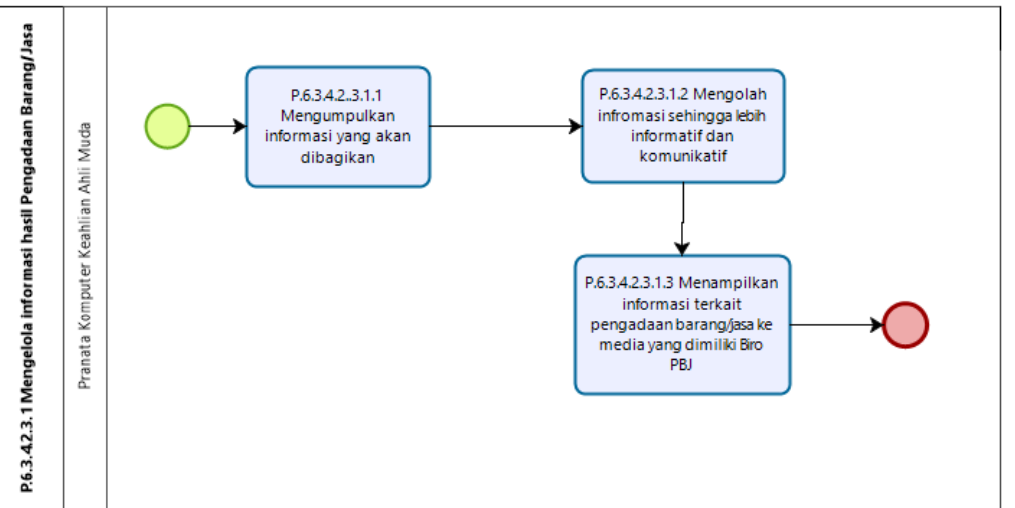 P.6.3.4.2.3.1 Mengelola informasi hasil Pengadaan Barang/Jasa
Pranata Komputer Keahlian Ahli Muda
P.6.3.4.2..3.1.1
Mengumpulkan
informasi yang akan
dibagikan
P.6.3.4.2.3.1.2 Mengolah
infromasi sehingga lebih
informatif dan
komunikatif
P.6.3.4.2.3.1.3 Menampilkan
informasi terkait
pengadaan barang/jasa ke
media yang dimiliki Biro
PBJ